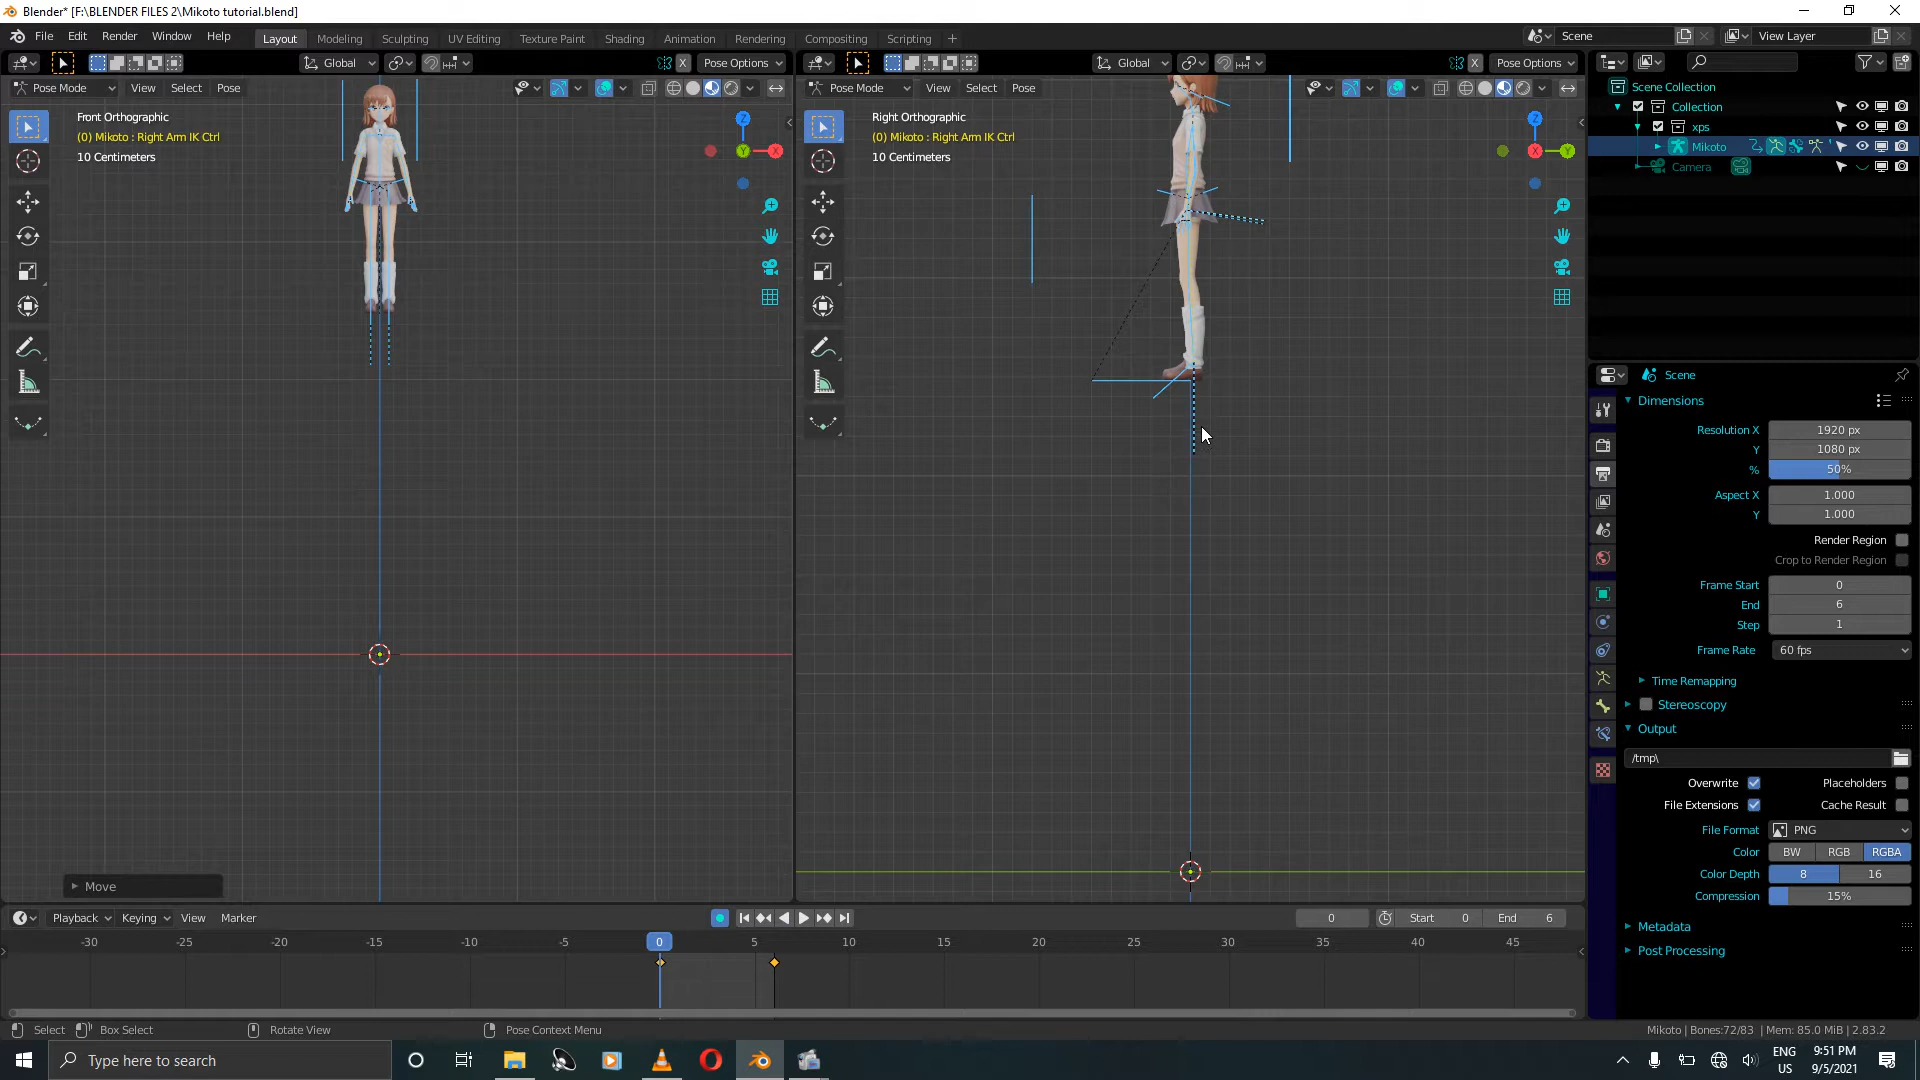 Blender* [F:\BLENDER FILES 2\Mikoto tutorial.blend]
File Edit Render Window Help Layout Modeling Sculpting UV Editing Texture Paint Shading Animation Rendering Compositing Scripting + Scene View Layer
Global Pose Options Global Pose Options
Pose Mode View Select Pose Pose Mode View Select Pose
Front Orthographic
(0) Mikoto : Right Arm IK Ctrl
10 Centimeters
Z
X
Y
Move
Right Orthographic
(0) Mikoto : Right Arm IK Ctrl
10 Centimeters
Z
X
Y
Scene Collection
Collection
xps
Mikoto
Camera
Scene
Dimensions
Resolution X 1920 px
Y 1080 px
% 50%
Aspect X 1.000
Y 1.000
Render Region
Crop to Render Region
Frame Start 0
End 6
Step 1
Frame Rate 60 fps
Time Remapping
Stereoscopy
Output
/tmp\
Overwrite Placeholders
File Extensions Cache Result
File Format PNG
Color BW RGB RGBA
Color Depth 8 16
Compression 15%
Metadata
Post Processing
Playback Keying View Marker 0 Start 0 End 6
-30 -25 -20 -15 -10 -5 0 5 10 15 20 25 30 35 40 45
Select Box Select Rotate View Pose Context Menu Mikoto | Bones:72/83 | Mem: 85.0 MiB | 2.83.2
Type here to search
ENG
US
9:51 PM
9/5/2021